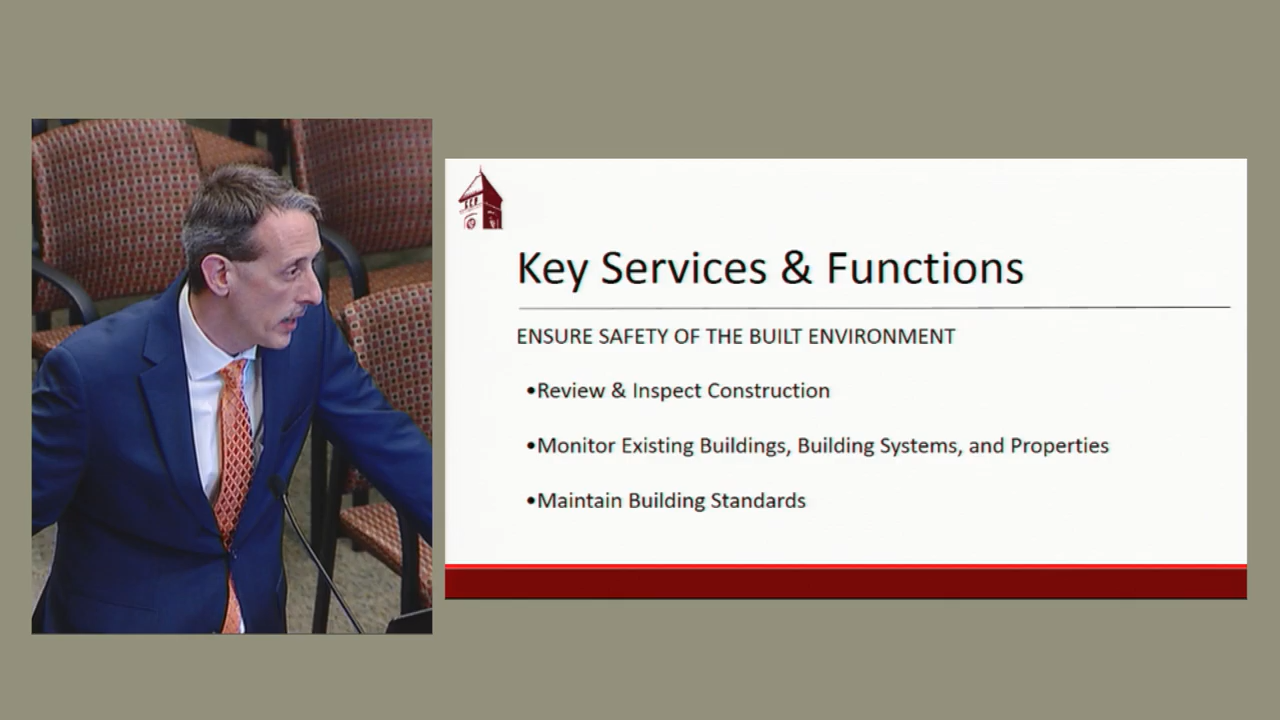 Key Services & Functions
ENSURE SAFETY OF THE BUILT ENVIRONMENT
•Review & Inspect Construction
•Monitor Existing Buildings, Building Systems, and Properties
•Maintain Building Standards